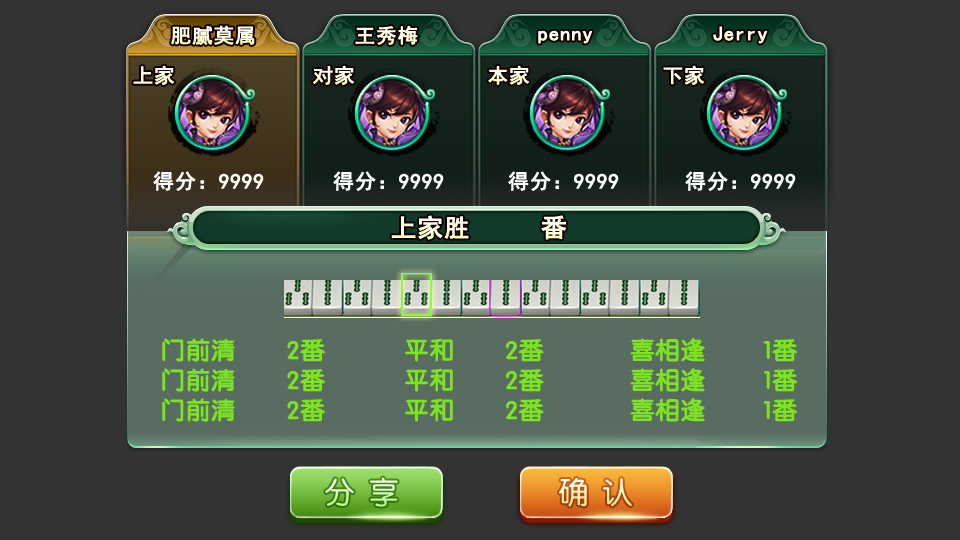 肥腻莫属 王秀梅 penny Jerry
上家 对家 本家 下家
得分：9999 得分：9999 得分：9999 得分：9999
上家胜 番
门前清 2番 平和 2番 喜相逢 1番
门前清 2番 平和 2番 喜相逢 1番
门前清 2番 平和 2番 喜相逢 1番
分享 确认